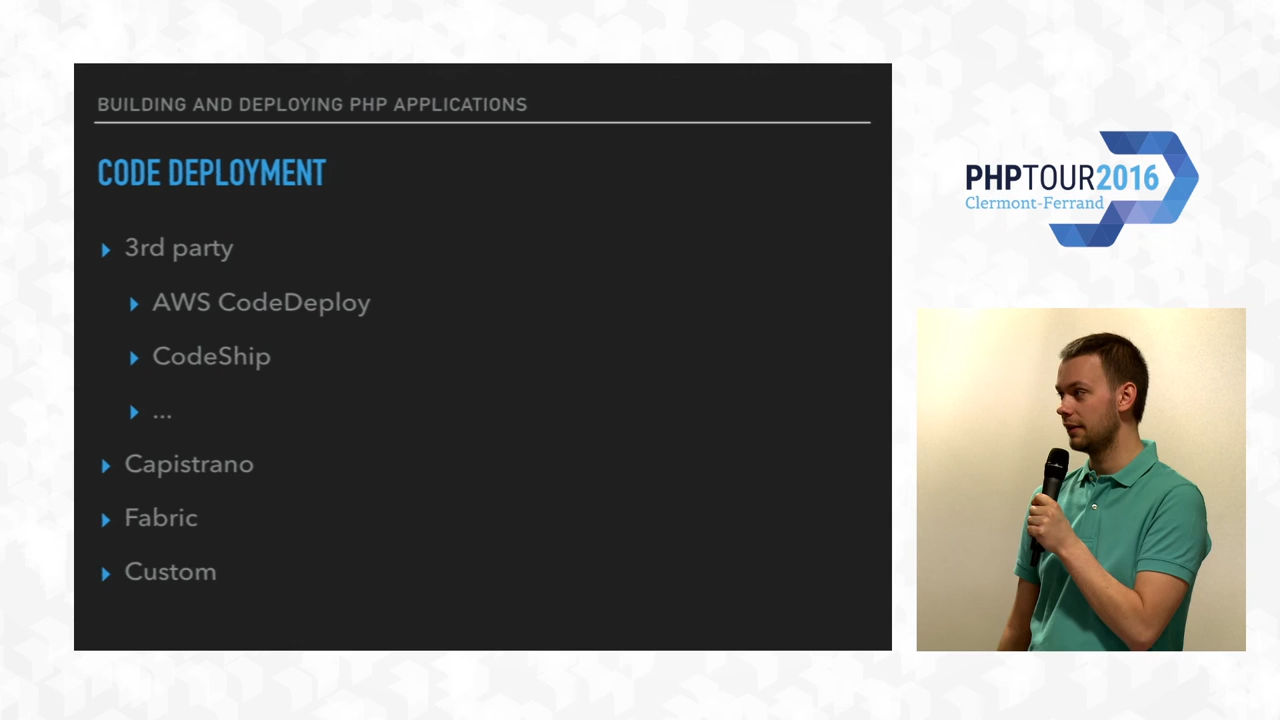 BUILDING AND DEPLOYING PHP APPLICATIONS
CODE DEPLOYMENT
3rd party
AWS CodeDeploy
CodeShip
...
Capistrano
Fabric
Custom
PHPTOUR2016
Clermont-Ferrand